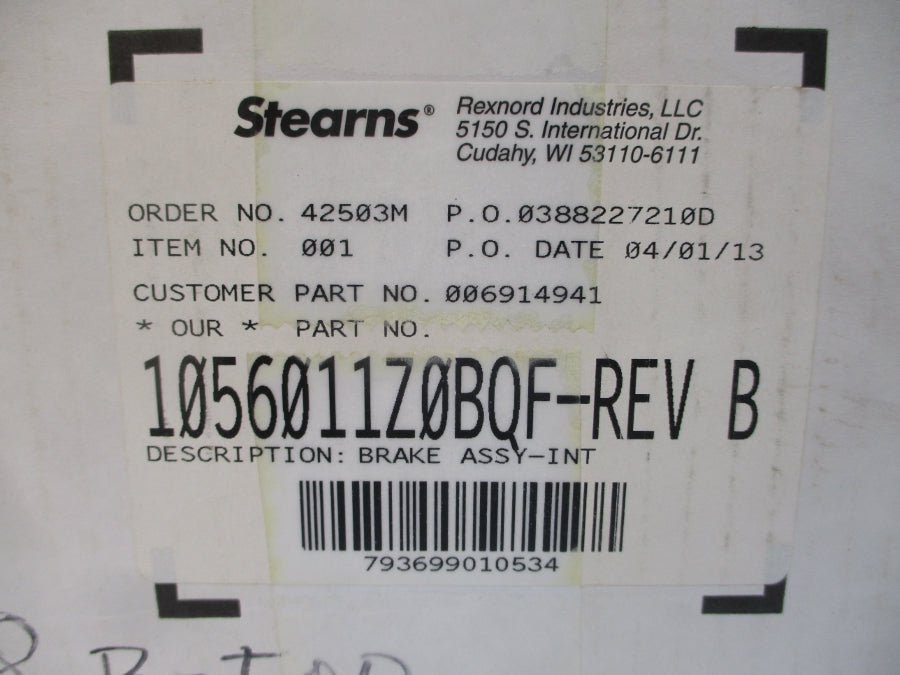 Stearns®
Rexnord Industries, LLC
5150 S. International Dr.
Cudahy, WI 53110-6111
ORDER NO. 42503M P.O.0388227210D
ITEM NO. 001 P.O. DATE 04/01/13
CUSTOMER PART NO. 006914941
* OUR * PART NO.
1056011Z0BQF-REV B
DESCRIPTION: BRAKE ASSY-INT
793699010534